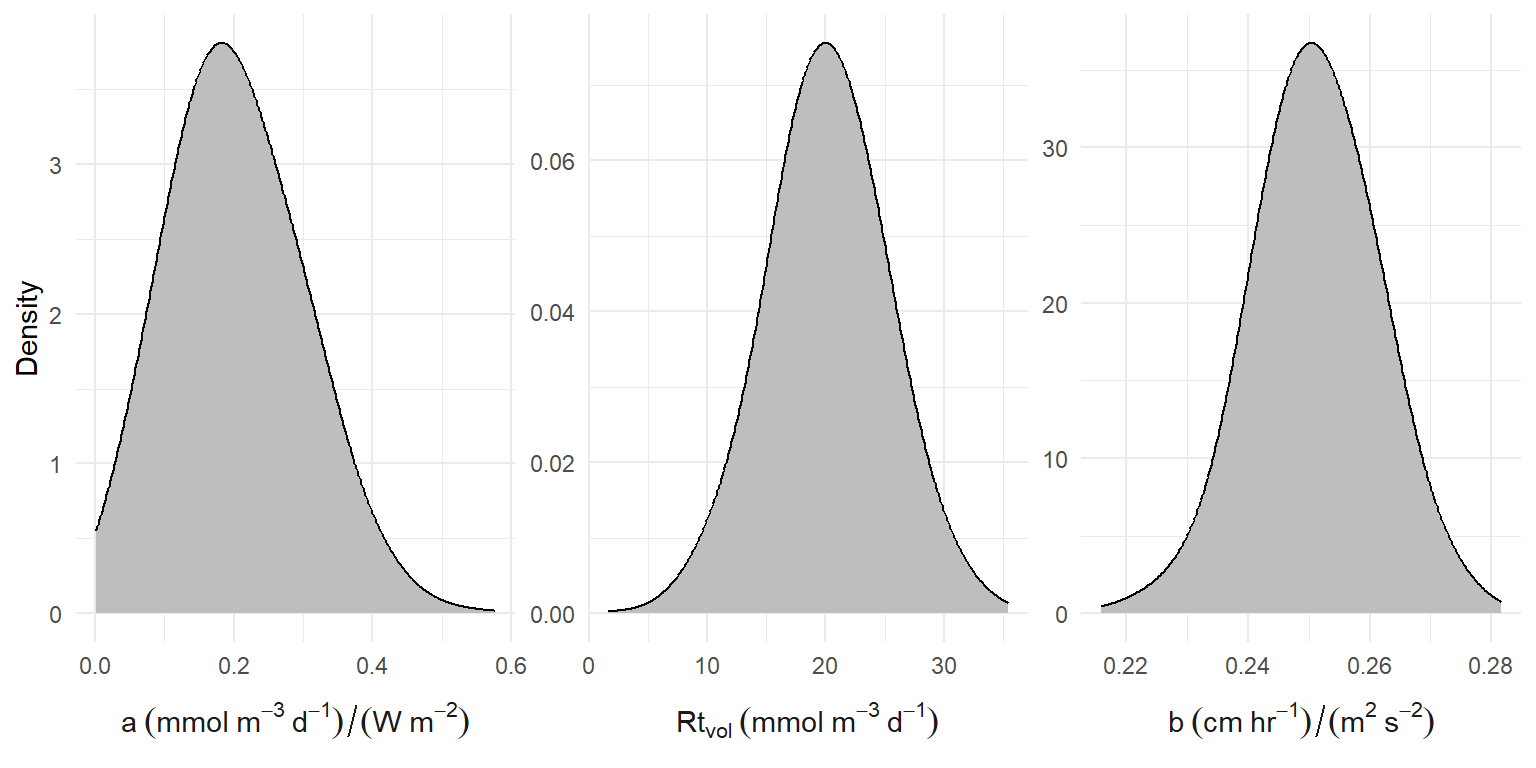 Density
3
2
1
0
0.0 0.2 0.4 0.6
a (mmol m⁻³ d⁻¹)/(W m⁻²)
0.06
0.04
0.02
0.00
0 10 20 30
Rtvol (mmol m⁻³ d⁻¹)
30
20
10
0
0.22 0.24 0.26 0.28
b (cm hr⁻¹)/(m² s⁻²)